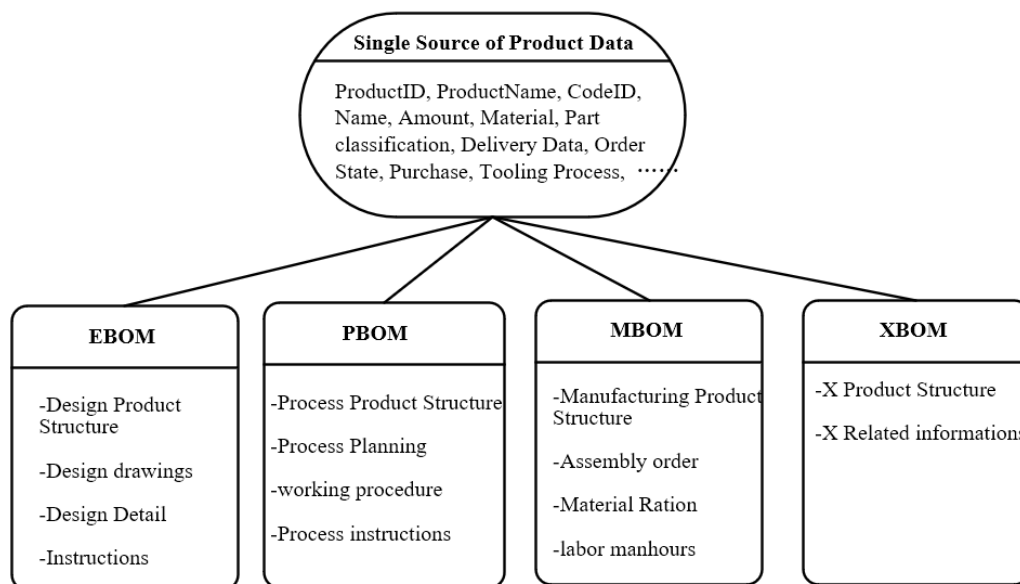 Single Source of Product Data
ProductID, ProductName, CodeID,
Name, Amount, Material, Part
classification, Delivery Data, Order
State, Purchase, Tooling Process, ······
EBOM
-Design Product
Structure
-Design drawings
-Design Detail
-Instructions
PBOM
-Process Product Structure
-Process Planning
-working procedure
-Process instructions
MBOM
-Manufacturing Product
Structure
-Assembly order
-Material Ration
-labor manhours
XBOM
-X Product Structure
-X Related informations